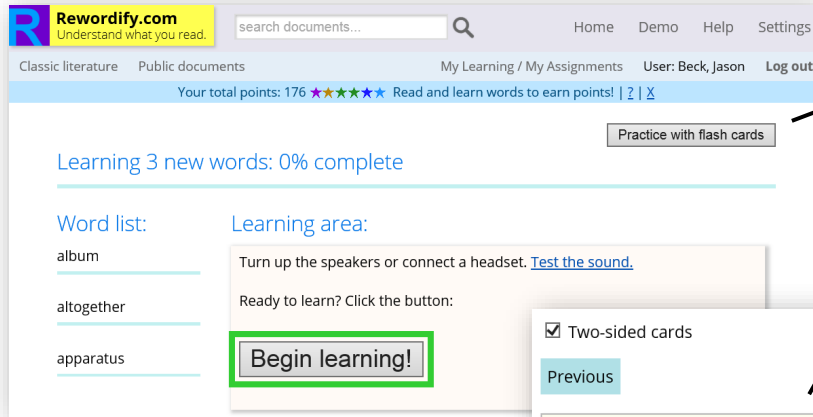 R Rewordify.com
Understand what you read.
search documents...
Home Demo Help Settings
Classic literature Public documents My Learning / My Assignments User: Beck, Jason Log out
Your total points: 176 ★★★★★★ Read and learn words to earn points! | ? | X
Practice with flash cards
Learning 3 new words: 0% complete
Word list:
album
altogether
apparatus
Learning area:
Turn up the speakers or connect a headset. Test the sound.
Ready to learn? Click the button:
Begin learning!
Two-sided cards
Previous